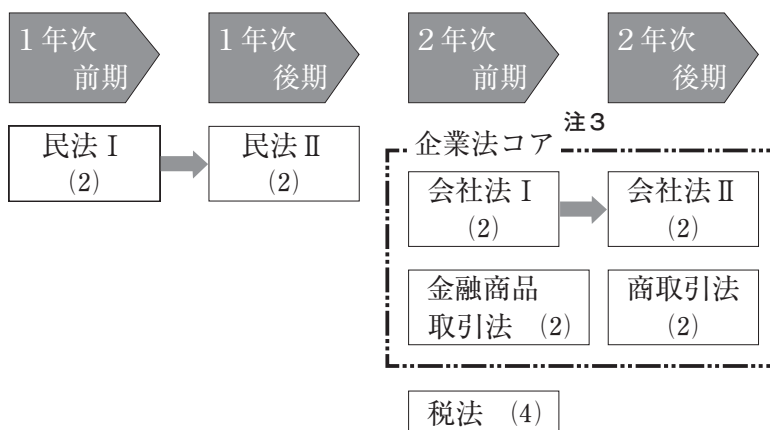 1年次
前期
1年次
後期
2年次
前期
2年次
後期
民法Ⅰ
(2)
民法Ⅱ
(2)
企業法コア
注3
会社法Ⅰ
(2)
会社法Ⅱ
(2)
金融商品
取引法 (2)
商取引法
(2)
税法 (4)